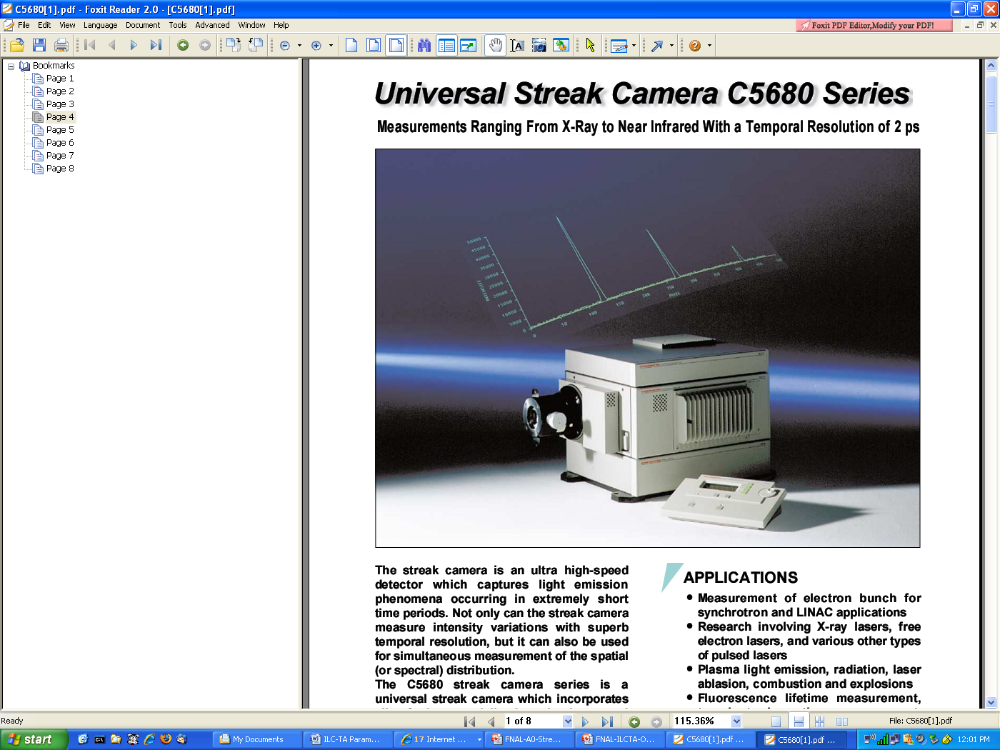 C5680[1].pdf - Foxit Reader 2.0 - [C5680[1].pdf]
File Edit View Language Document Tools Advanced Window Help
Foxit PDF Editor,Modify your PDF!
Bookmarks
Page 1
Page 2
Page 3
Page 4
Page 5
Page 6
Page 7
Page 8
Universal Streak Camera C5680 Series
Measurements Ranging From X-Ray to Near Infrared With a Temporal Resolution of 2 ps
50000
45000
40000
35000
30000
25000
20000
15000
10000
5000
0
INTENSITY
0 50 100 150 200 250 300 350 400 450
PIXEL
The streak camera is an ultra high-speed
detector which captures light emission
phenomena occurring in extremely short
time periods. Not only can the streak camera
measure intensity variations with superb
temporal resolution, but it can also be used
for simultaneous measurement of the spatial
(or spectral) distribution.
The C5680 streak camera series is a
universal streak camera which incorporates
APPLICATIONS
● Measurement of electron bunch for
synchrotron and LINAC applications
● Research involving X-ray lasers, free
electron lasers, and various other types
of pulsed lasers
● Plasma light emission, radiation, laser
ablation, combustion and explosions
● Fluorescence lifetime measurement,
Ready
1 of 8
115.36%
File: C5680[1].pdf
start
My Documents
ILC-TA Param...
17 Internet ...
FNAL-A0-Stre...
FNAL-ILCTA-O...
C5680[1].pdf ...
C5680[1].pdf ...
12:01 PM